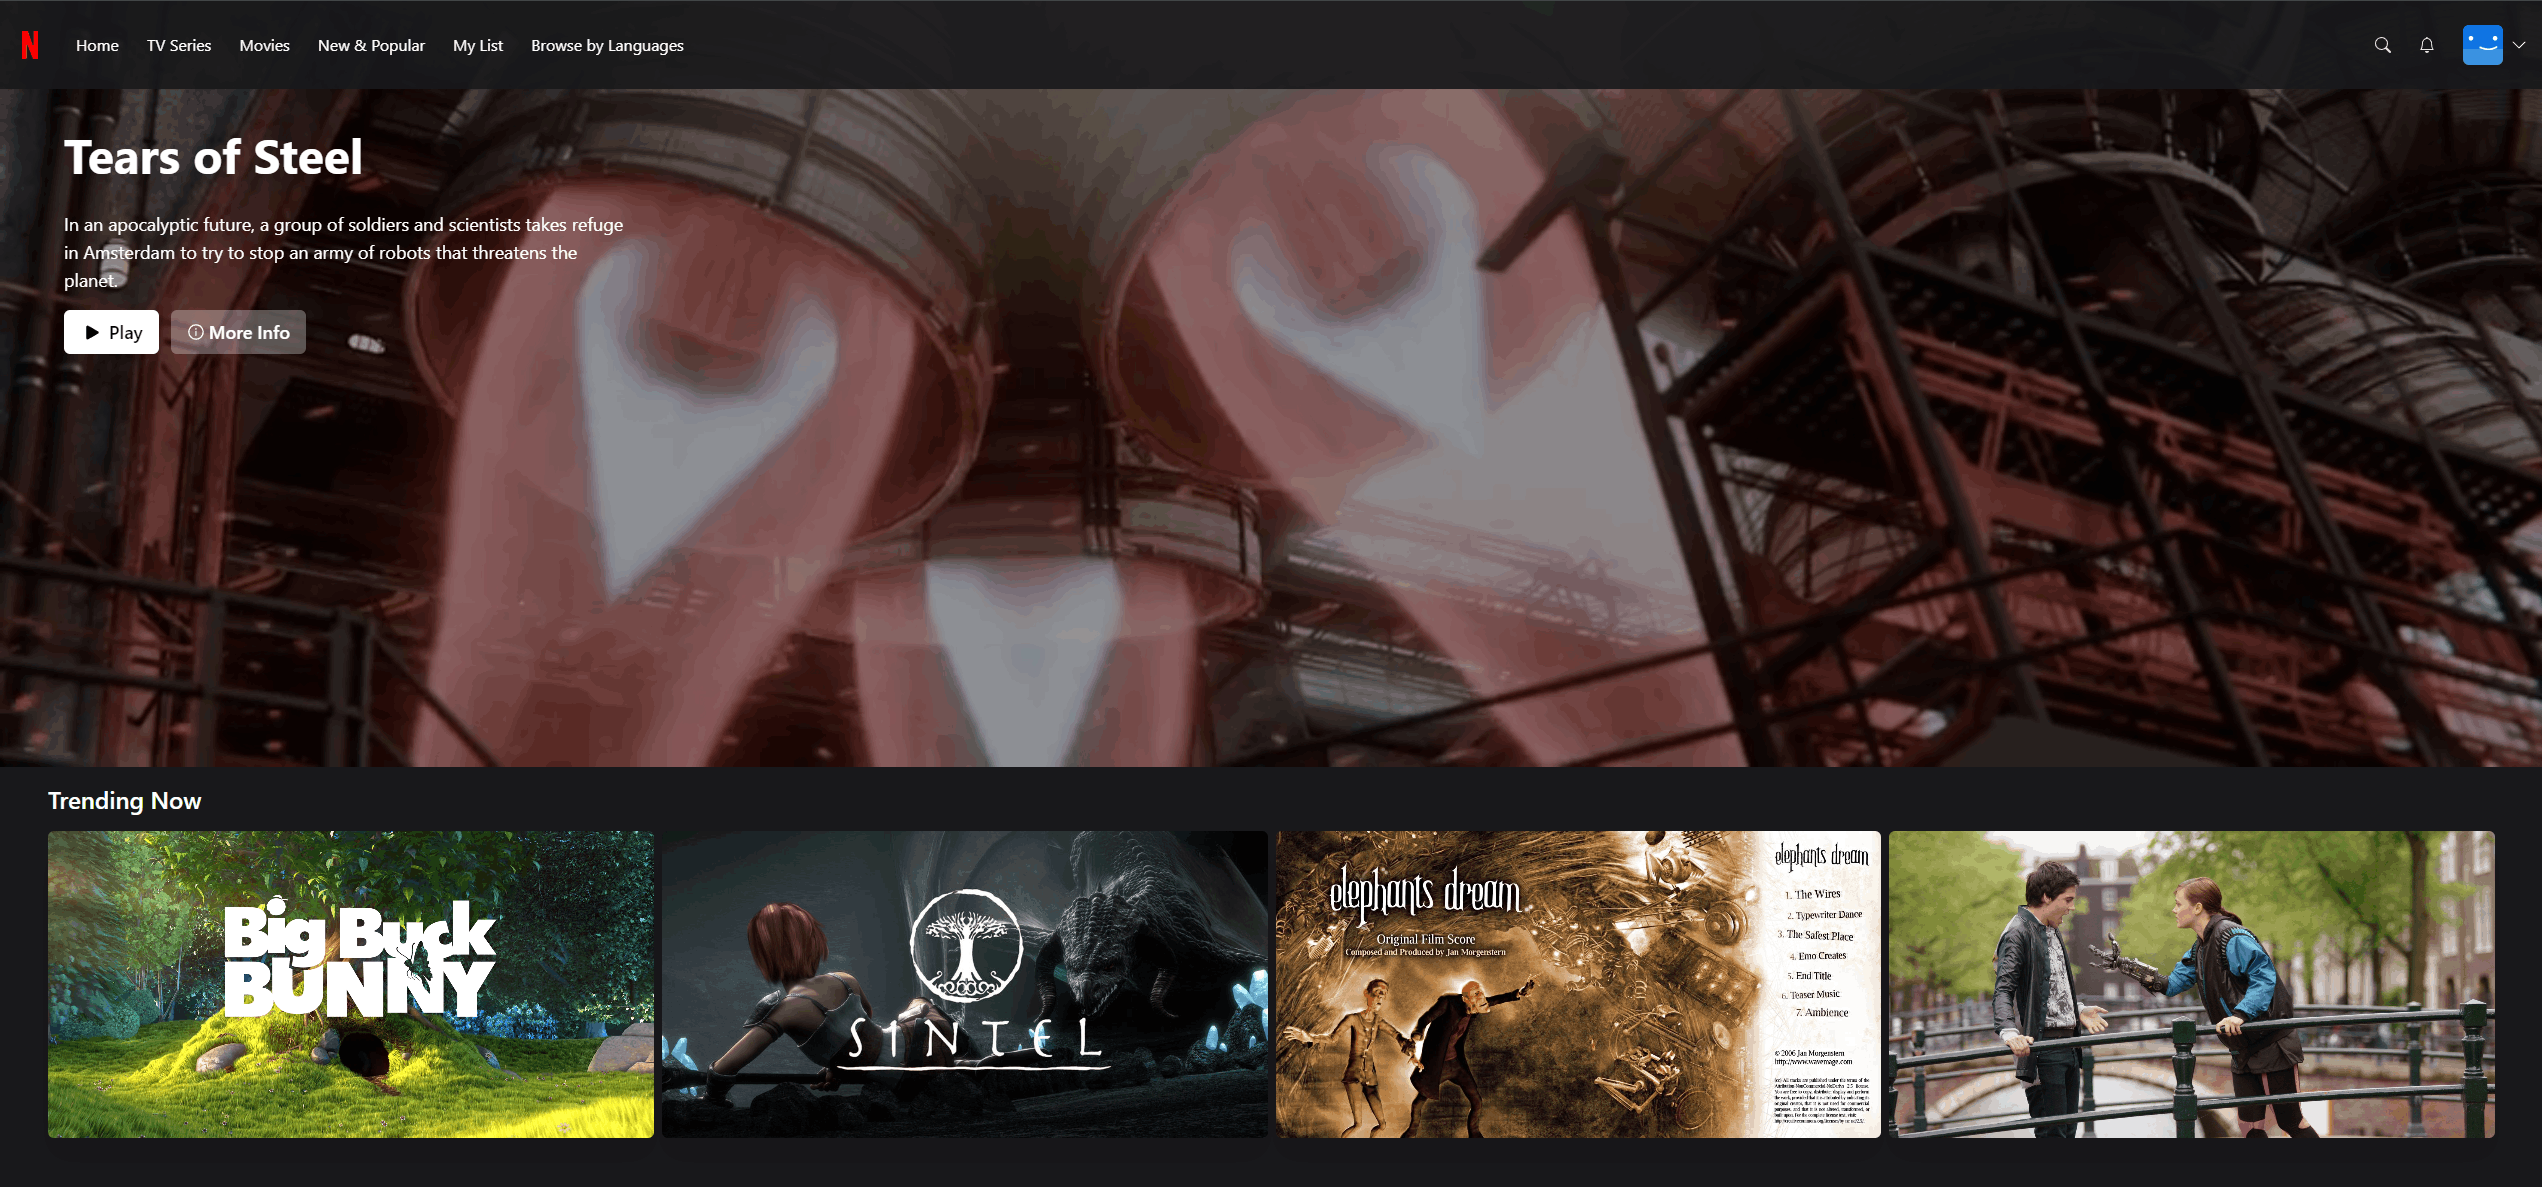 N
Home
TV Series
Movies
New & Popular
My List
Browse by Languages
Tears of Steel
In an apocalyptic future, a group of soldiers and scientists takes refuge
in Amsterdam to try to stop an army of robots that threatens the
planet.
Play
More Info
Trending Now
Big Buck
BUNNY
SINTEL
elephants dream
Original Film Score
Composed and Produced by Jan Morgenstern
elephants dream
1. The Wires
2. Typewriter Dance
3. The Safest Place
4. Emo Creates
5. End Title
6. Teaser Music
7. Ambience
© 2006 Jan Morgenstern
http://www.wavemage.com